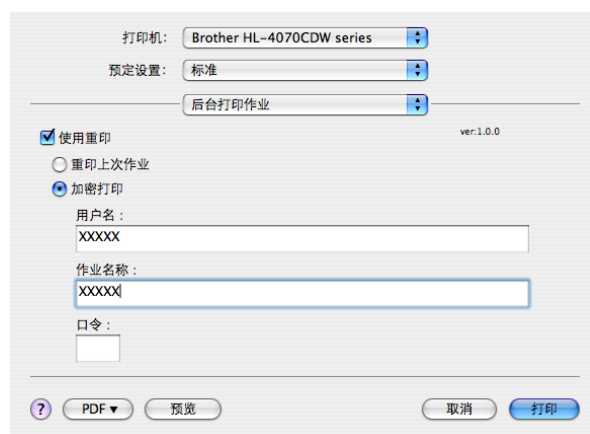 打印机: Brother HL-4070CDW series
预定设置: 标准
后台打印作业
使用重印 ver:1.0.0
重印上次作业
加密打印
用户名:
XXXXX
作业名称:
XXXXX
口令:
? PDF▼ 预览 取消 打印